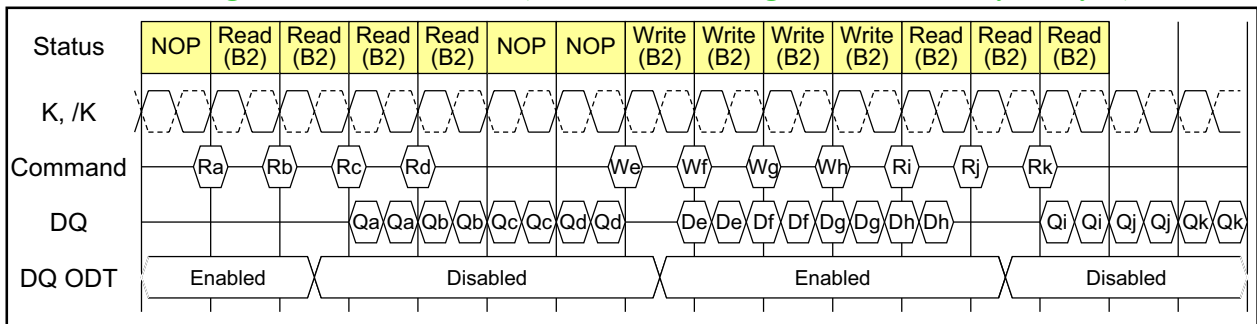 Status NOP Read (B2) Read (B2) Read (B2) Read (B2) NOP NOP Write (B2) Write (B2) Write (B2) Write (B2) Read (B2) Read (B2) Read (B2)
K, /K
Command Ra Rb Rc Rd We Wf Wg Wh Ri Rj Rk
DQ Qa Qa Qb Qb Qc Qc Qd Qd De De Df Df Dg Dg Dh Dh Qi Qi Qj Qj Qk Qk
DQ ODT Enabled Disabled Enabled Disabled